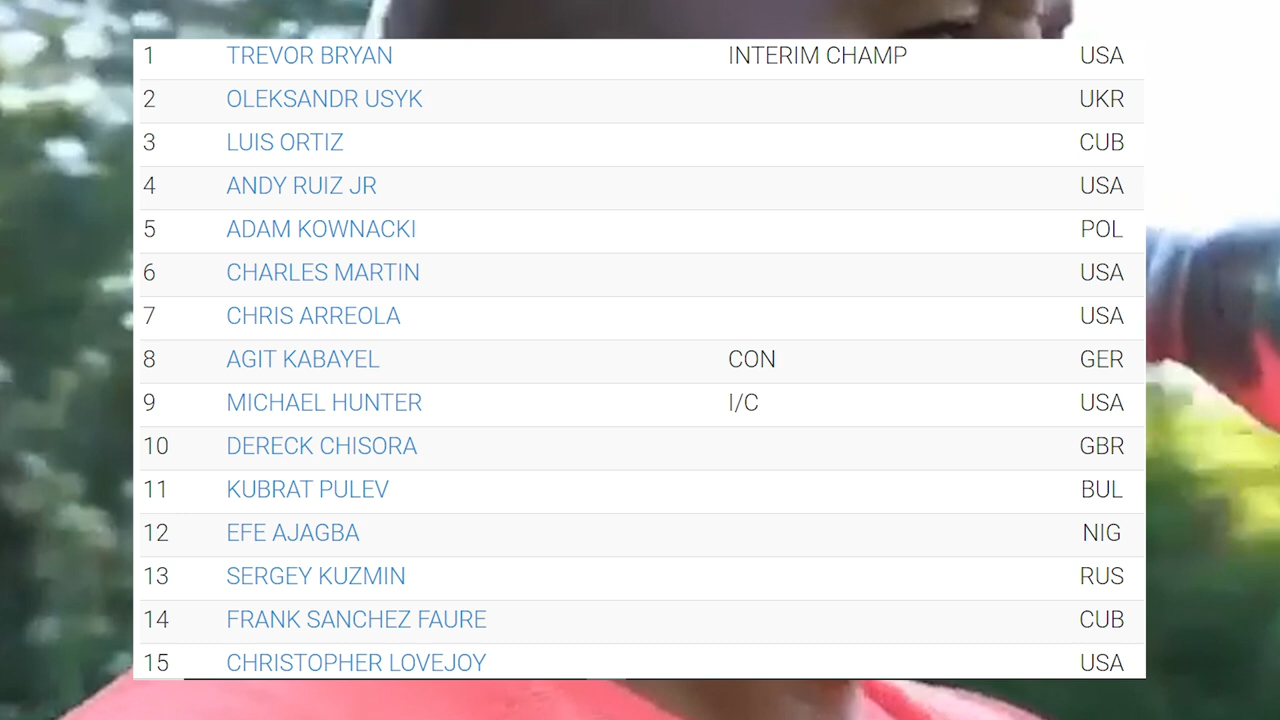 1 TREVOR BRYAN INTERIM CHAMP USA
2 OLEKSANDR USYK UKR
3 LUIS ORTIZ CUB
4 ANDY RUIZ JR USA
5 ADAM KOWNACKI POL
6 CHARLES MARTIN USA
7 CHRIS ARREOLA USA
8 AGIT KABAYEL CON GER
9 MICHAEL HUNTER I/C USA
10 DERECK CHISORA GBR
11 KUBRAT PULEV BUL
12 EFE AJAGBA NIG
13 SERGEY KUZMIN RUS
14 FRANK SANCHEZ FAURE CUB
15 CHRISTOPHER LOVEJOY USA